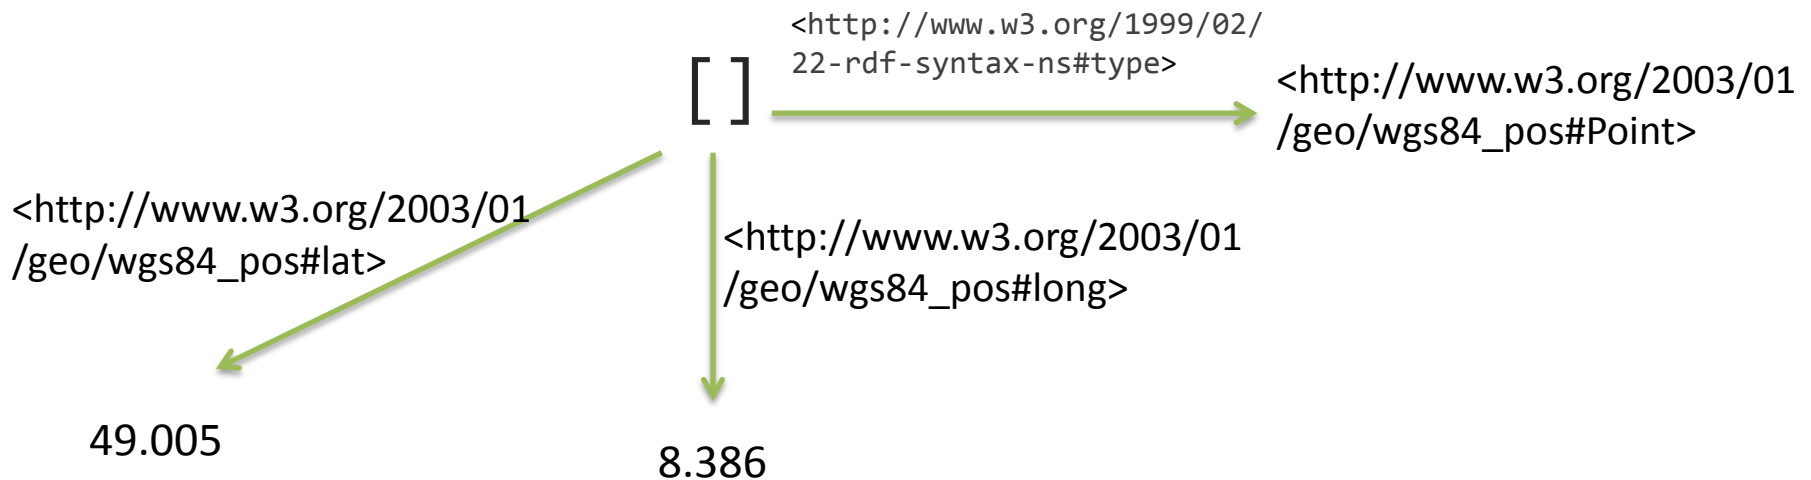 <http://www.w3.org/1999/02/
22-rdf-syntax-ns#type>
[]
<http://www.w3.org/2003/01
/geo/wgs84_pos#Point>
<http://www.w3.org/2003/01
/geo/wgs84_pos#lat>
<http://www.w3.org/2003/01
/geo/wgs84_pos#long>
49.005
8.386